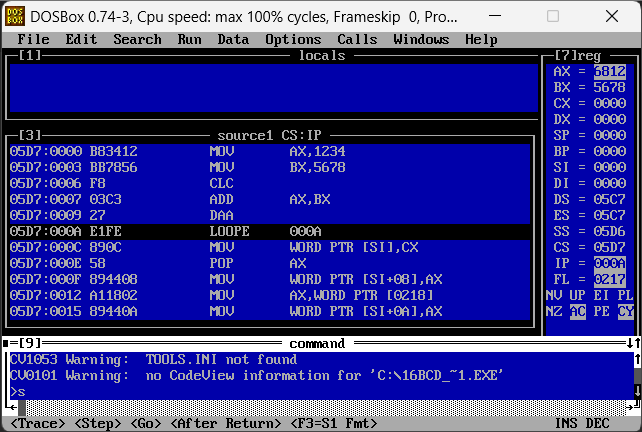 DOSBox 0.74-3, Cpu speed: max 100% cycles, Frameskip 0, Pro...
File Edit Search Run Data Options Calls Windows Help
[1] locals
[3] source1 CS:IP
05D7:0000 B83412 MOV AX,1234
05D7:0003 BB7856 MOV BX,5678
05D7:0006 F8 CLC
05D7:0007 03C3 ADD AX,BX
05D7:0009 27 DAA
05D7:000A E1FE LOOPE 000A
05D7:000C 890C MOV WORD PTR [SI],CX
05D7:000E 58 POP AX
05D7:000F 894408 MOV WORD PTR [SI+08],AX
05D7:0012 A11802 MOV AX,WORD PTR [0218]
05D7:0015 89440A MOV WORD PTR [SI+0A],AX
[7]reg
AX = 6812
BX = 5678
CX = 0000
DX = 0000
SP = 0000
BP = 0000
SI = 0000
DI = 0000
DS = 05C7
ES = 05C7
SS = 05D6
CS = 05D7
IP = 000A
FL = 0217
NV UP EI PL
NZ AC PE CY
[9] command
CV1053 Warning: TOOLS.INI not found
CV0101 Warning: no CodeView information for 'C:\16BCD_~1.EXE'
>s
<Trace> <Step> <Go> <After Return> <F3=S1 Fmt> INS DEC